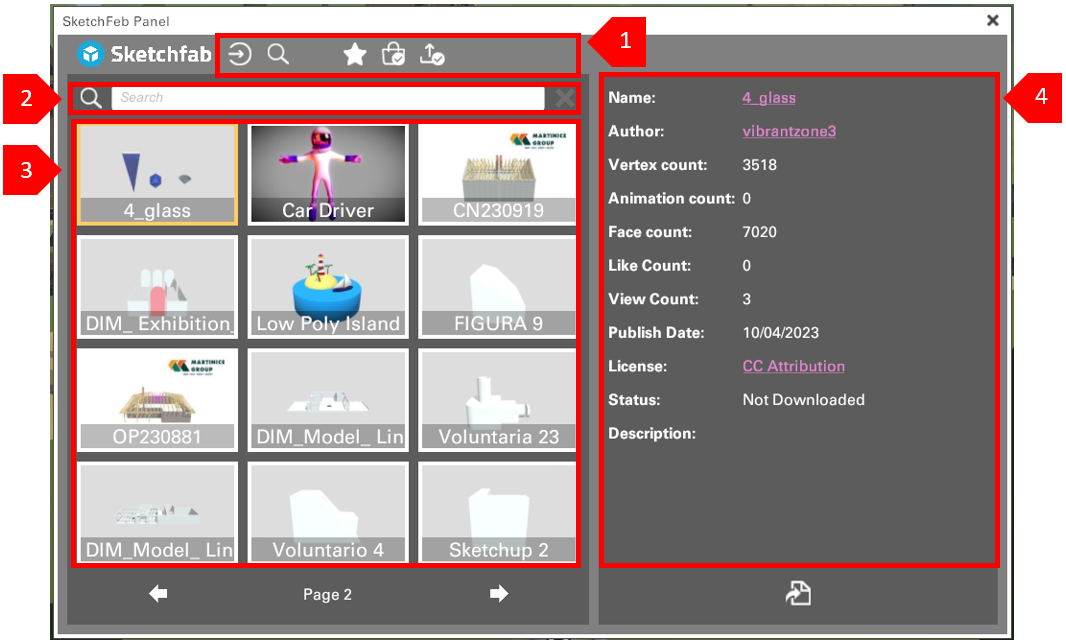 SketchFeb Panel
1
Sketchfab
2
Search
3
4
4_glass
Car Driver
MARTINICE
GROUP
CN230919
DIM_ Exhibition_
Low Poly Island
FIGURA 9
MARTINICE
GROUP
OP230881
DIM_Model_ Lin
Voluntaria 23
DIM_Model_ Lin
Voluntario 4
Sketchup 2
Page 2
Name: 4_glass
Author: vibrantzone3
Vertex count: 3518
Animation count: 0
Face count: 7020
Like Count: 0
View Count: 3
Publish Date: 10/04/2023
License: CC Attribution
Status: Not Downloaded
Description: